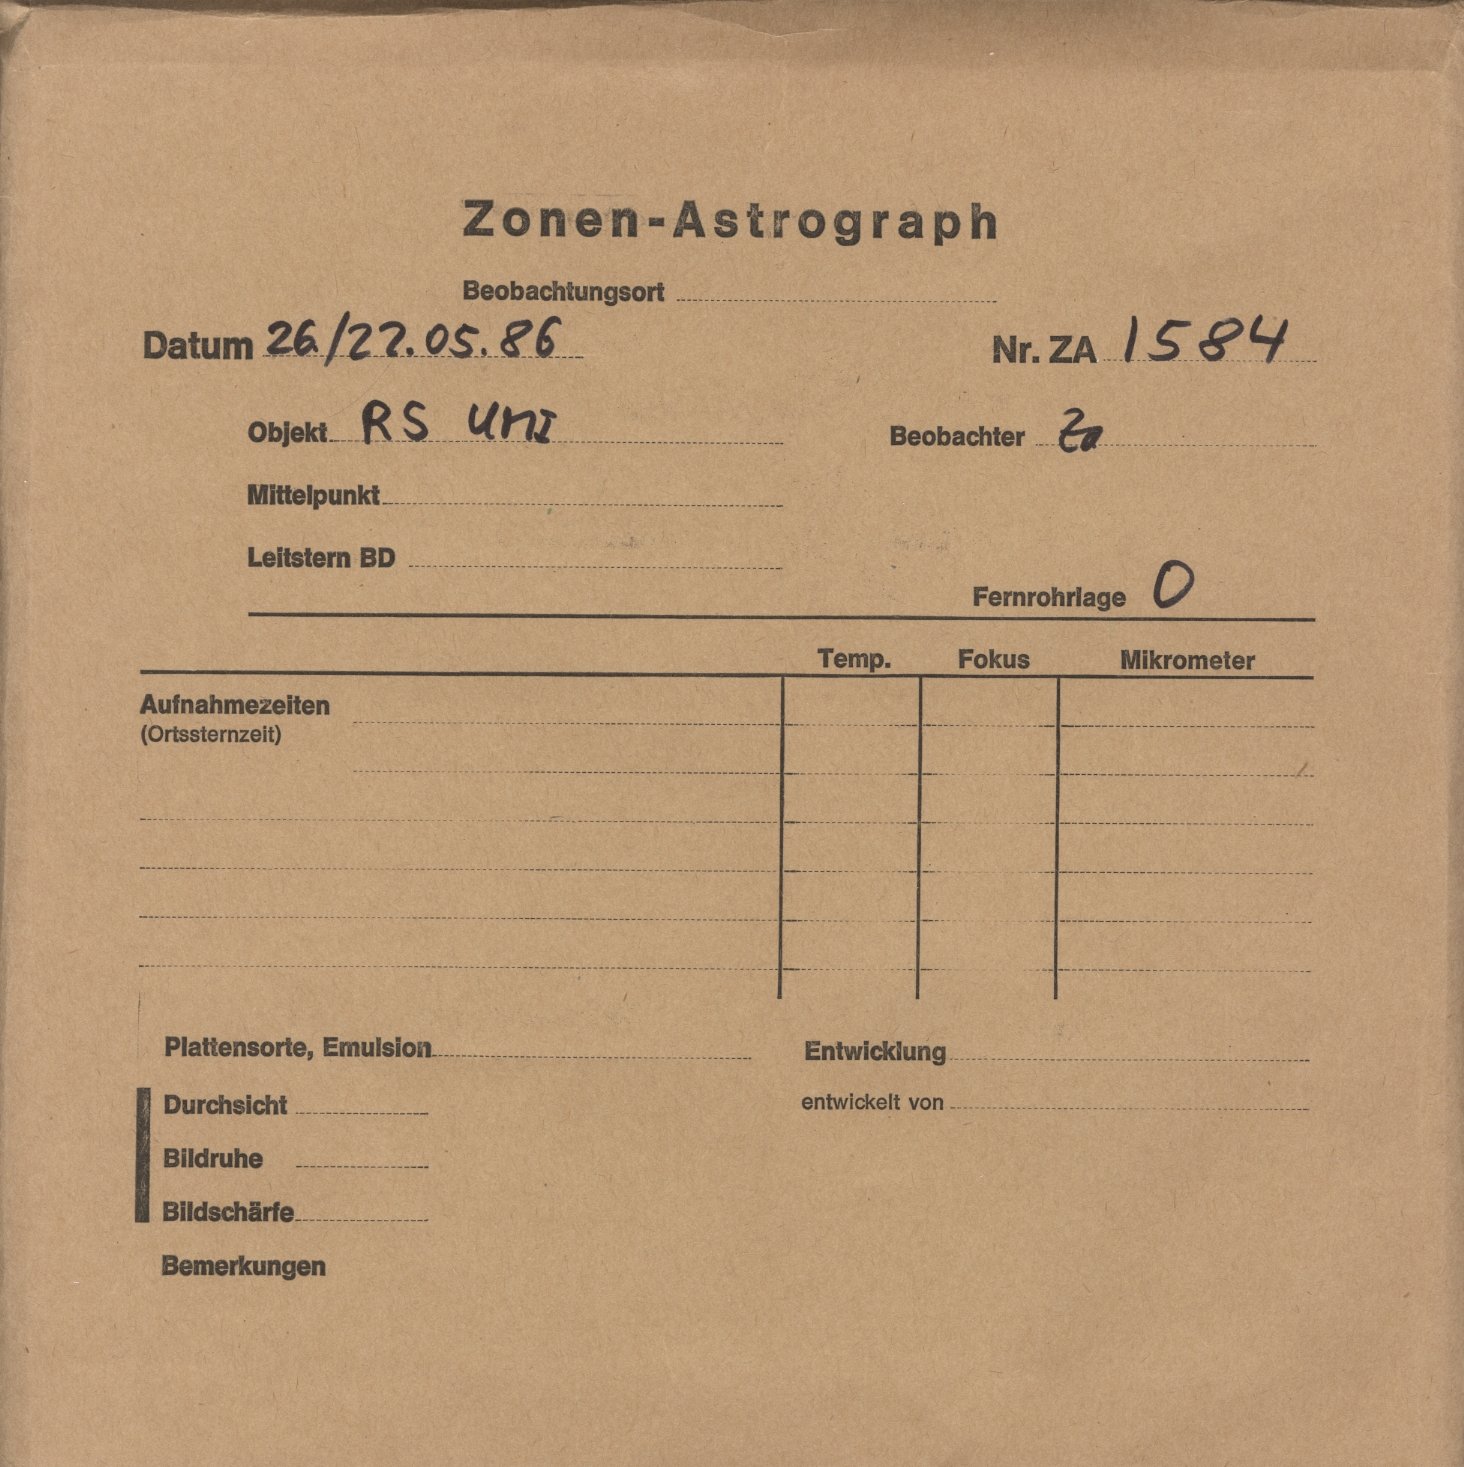 Zonen-Astrograph
Beobachtungsort
Datum 26/27.05.86 Nr. ZA 1584
Objekt RS UMI Beobachter
Mittelpunkt
Leitstern BD
Fernrohrlage O
Temp. Fokus Mikrometer
Aufnahmezeiten
(Ortssternzeit)
Plattensorte, Emulsion Entwicklung
Durchsicht entwickelt von
Bildruhe
Bildschärfe
Bemerkungen